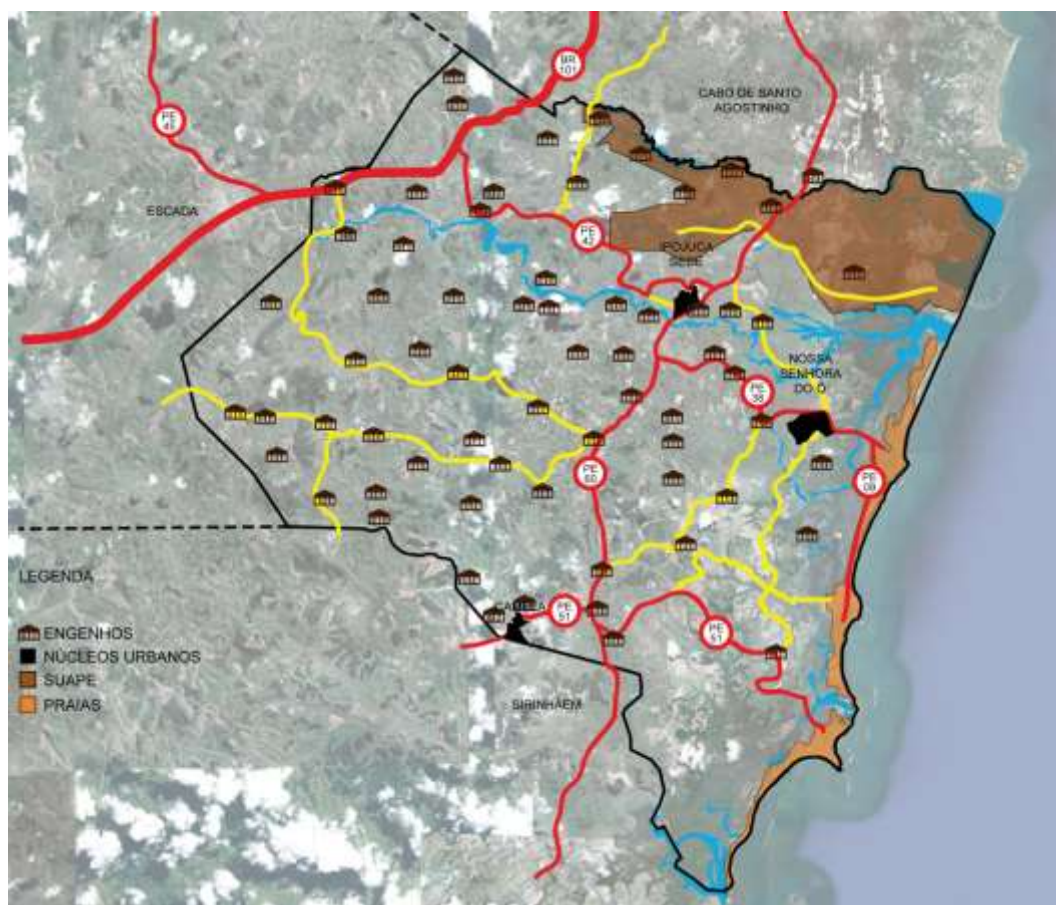 BR
101
CABO DE SANTO
AGOSTINHO
PE
45
ESCADA
PE
42
IPOJUCA
SEDE
NOSSA
SENHORA
DO Ó
PE
38
PE
60
PE
09
LEGENDA
ENGENHOS
NÚCLEOS URBANOS
SUAPE
PRAIAS
PE
51
PE
51
SIRINHÁEM